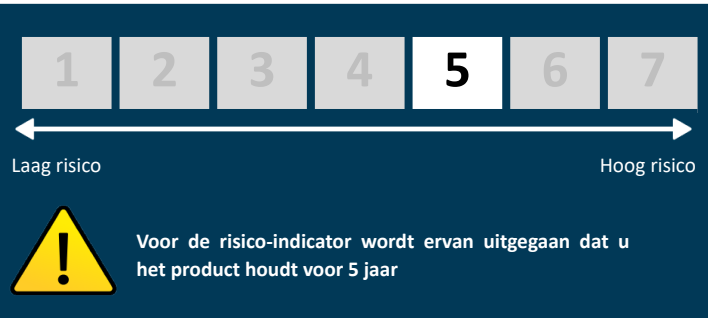 1 2 3 4 5 6 7
Laag risico Hoog risico
Voor de risico-indicator wordt ervan uitgegaan dat u
het product houdt voor 5 jaar